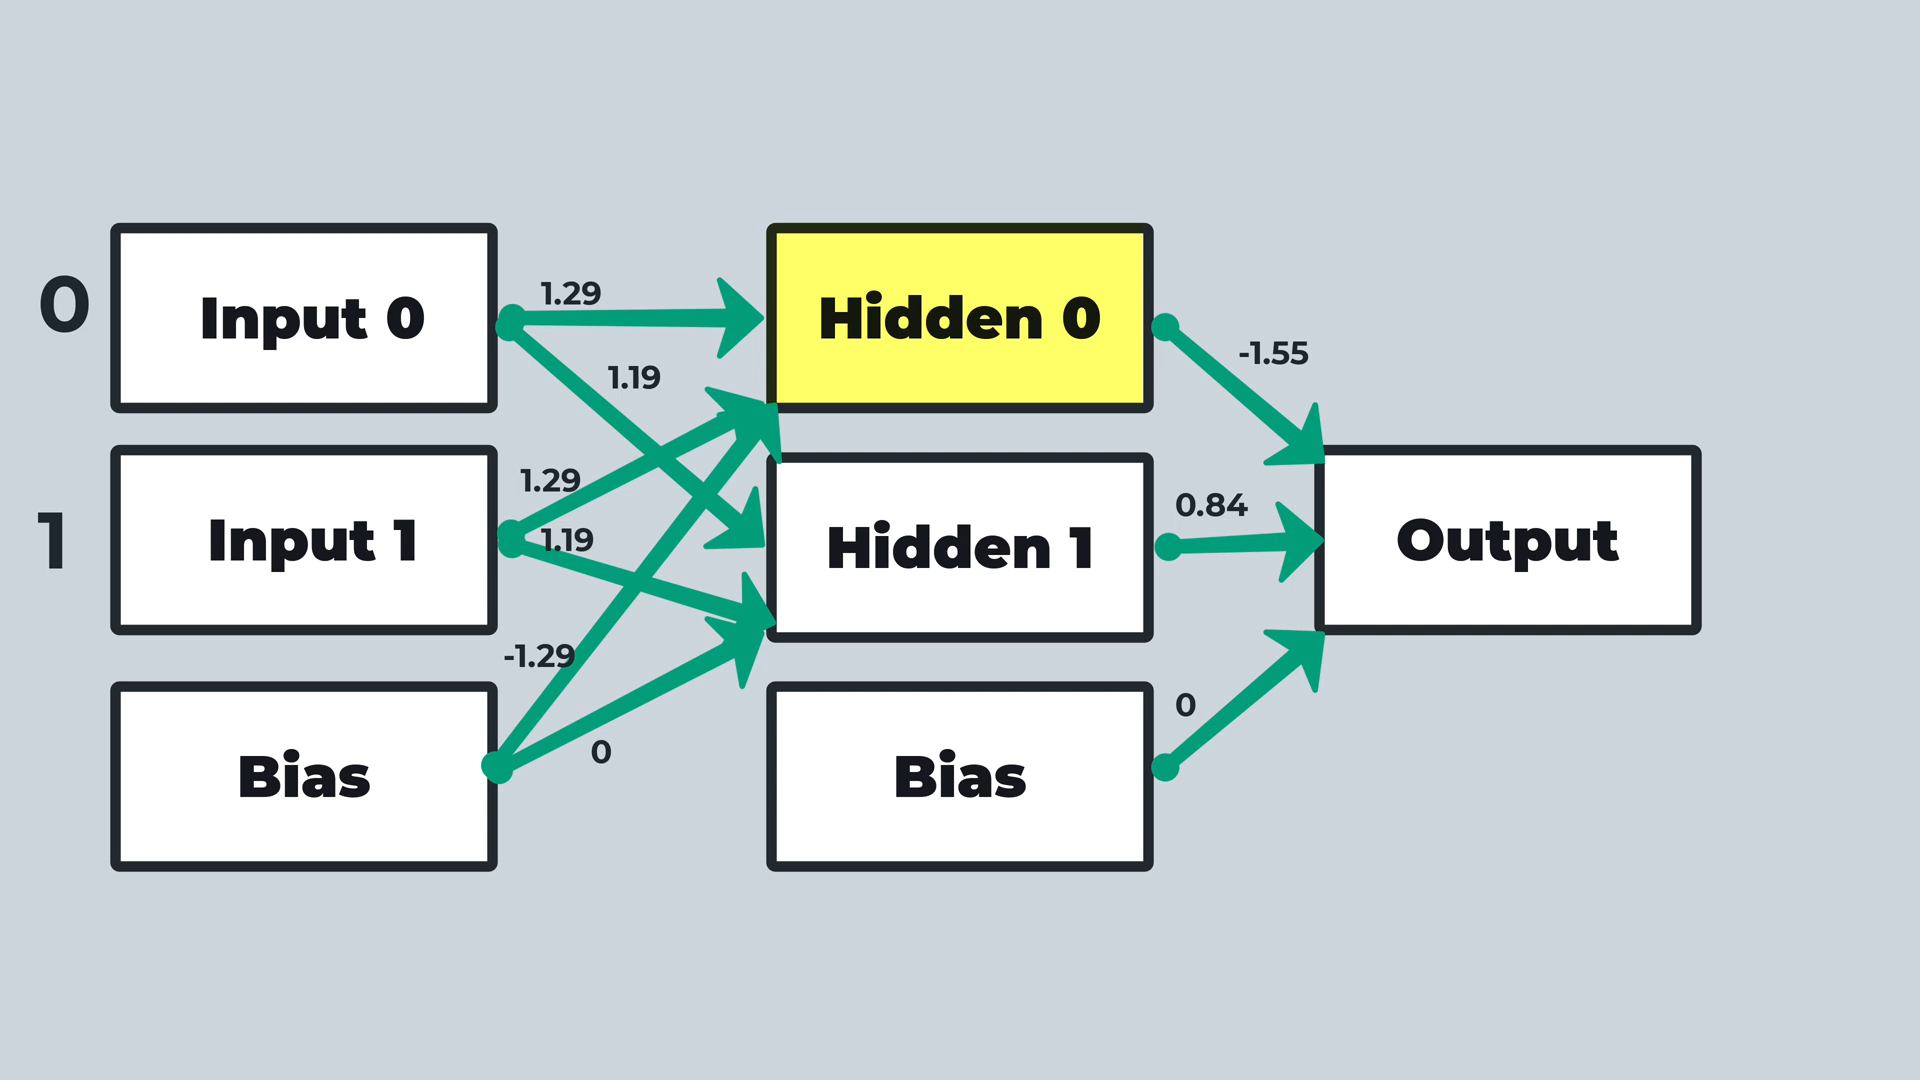 0
Input 0
1.29
1.19
Hidden 0
-1.55
1
Input 1
1.29
1.19
Hidden 1
0.84
Output
Bias
-1.29
0
Bias
0